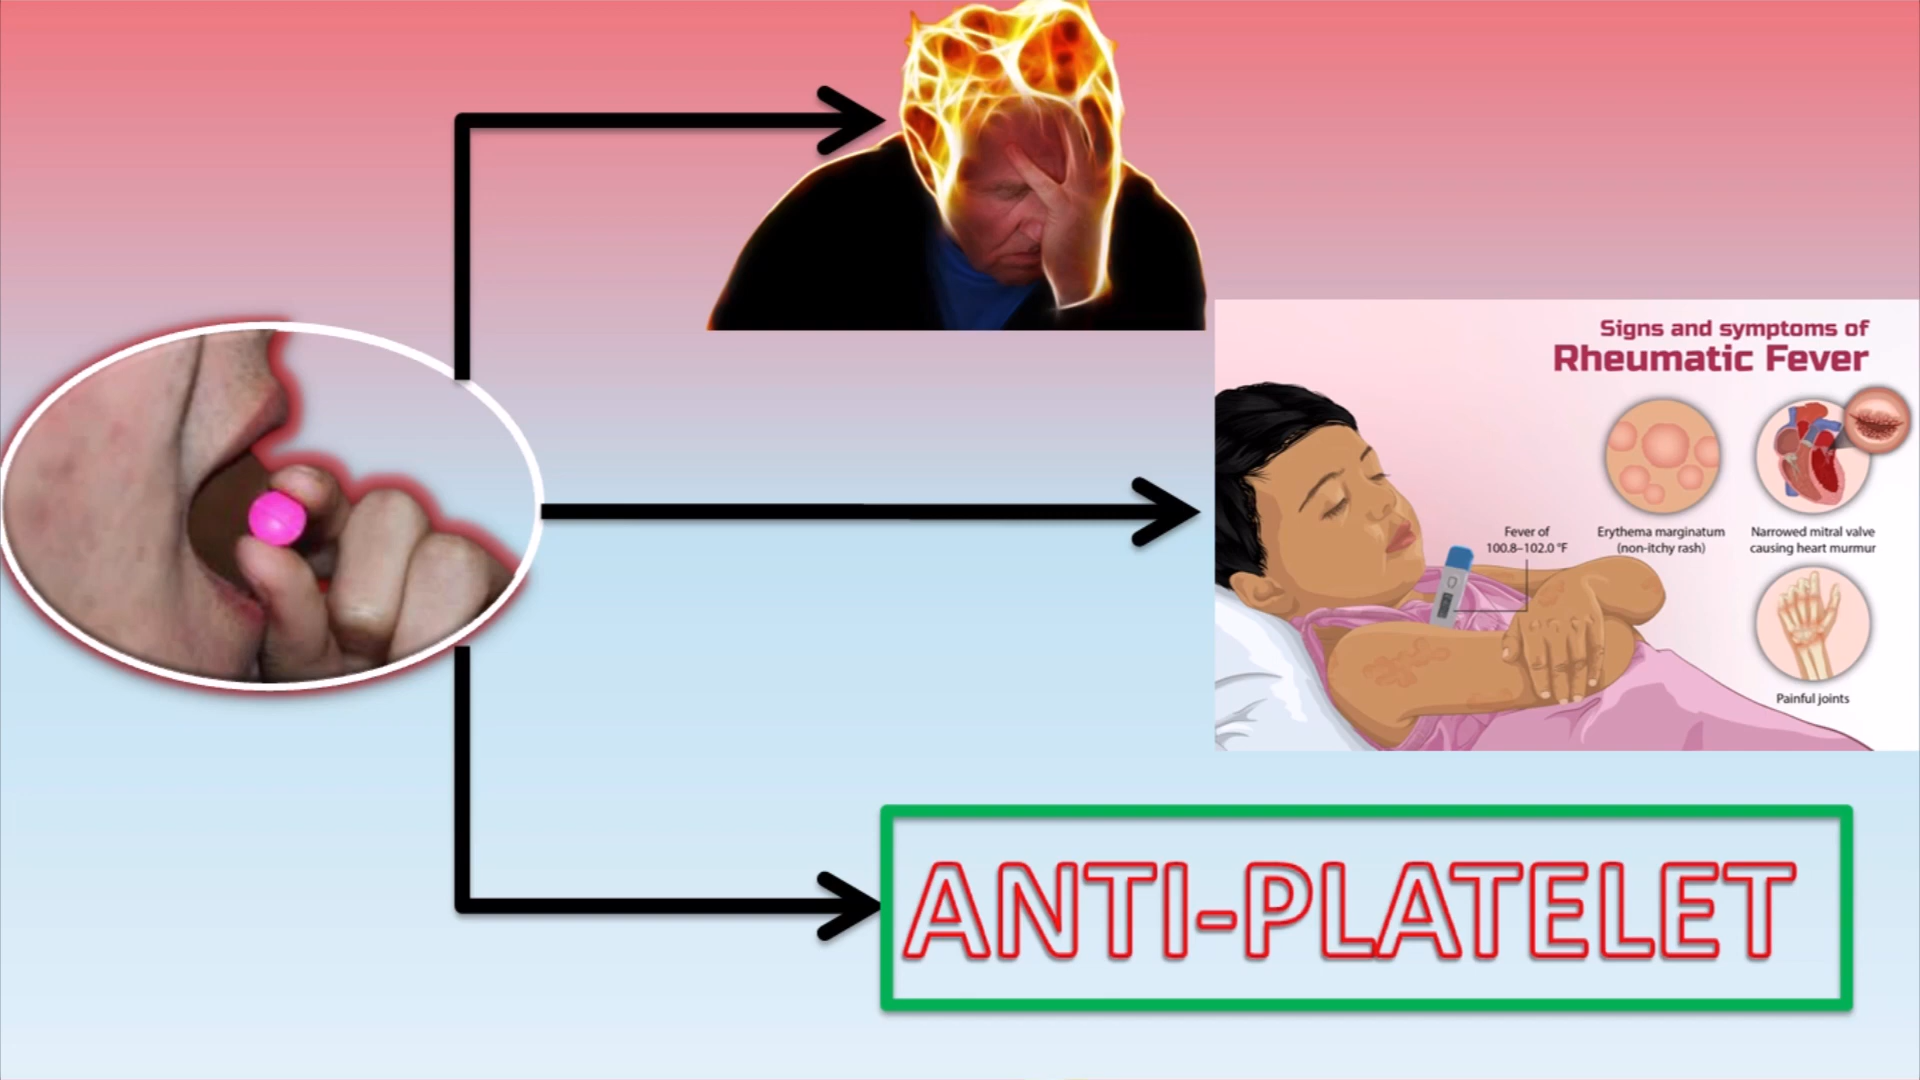 Signs and symptoms of
Rheumatic Fever
Fever of
100.8–102.0 °F
Erythema marginatum
(non-itchy rash)
Narrowed mitral valve
causing heart murmur
Painful joints
ANTI-PLATELET